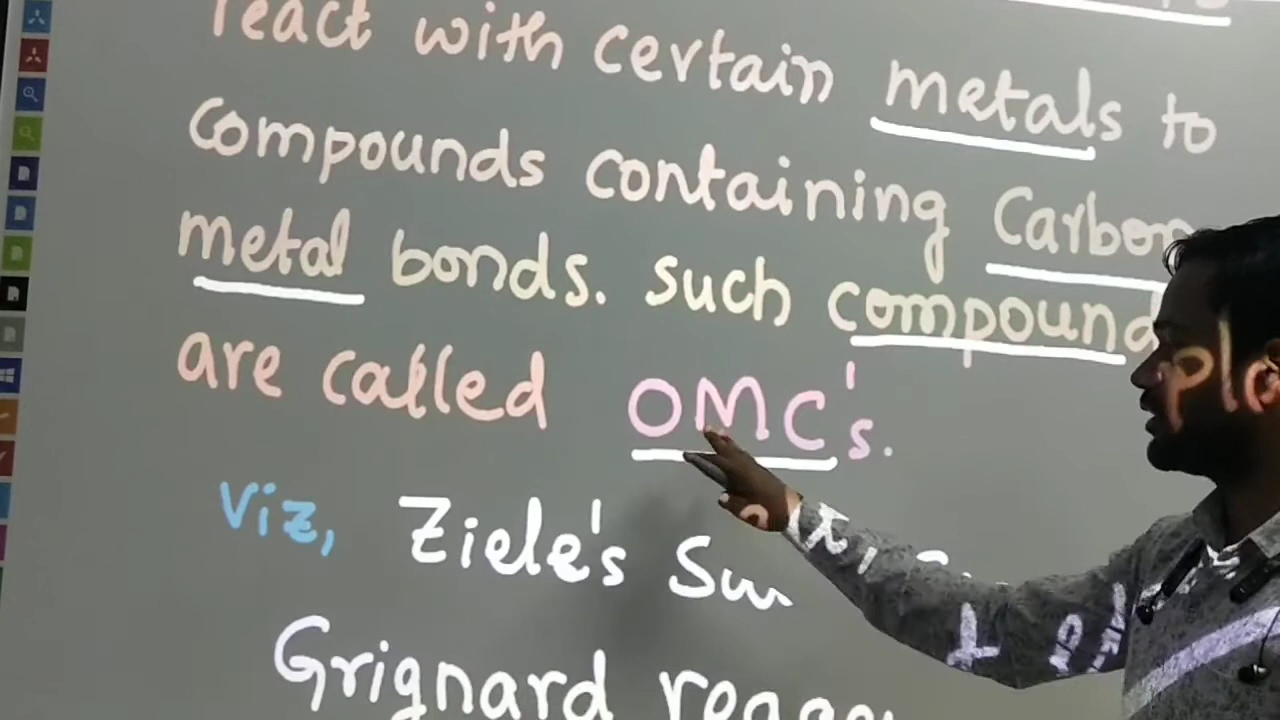 react with certain metals to
compounds containing Carbon
metal bonds. Such compound
are called OMC's.
Viz, Ziele's
Grignard